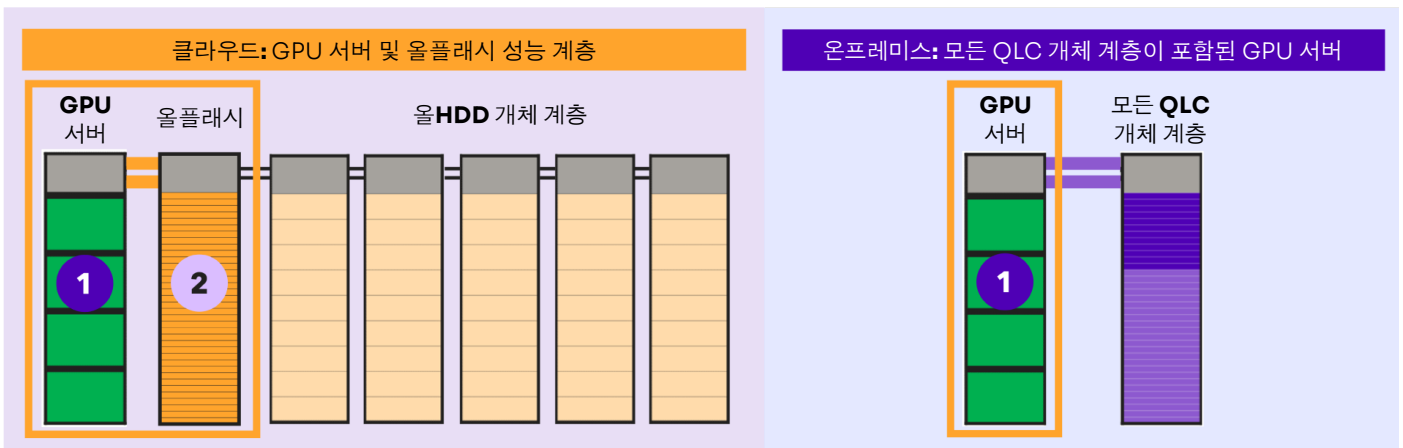 클라우드: GPU 서버 및 올플래시 성능 계층
GPU
서버
올플래시
올HDD 개체 계층
1
2
온프레미스: 모든 QLC 개체 계층이 포함된 GPU 서버
GPU
서버
모든 QLC
개체 계층
1